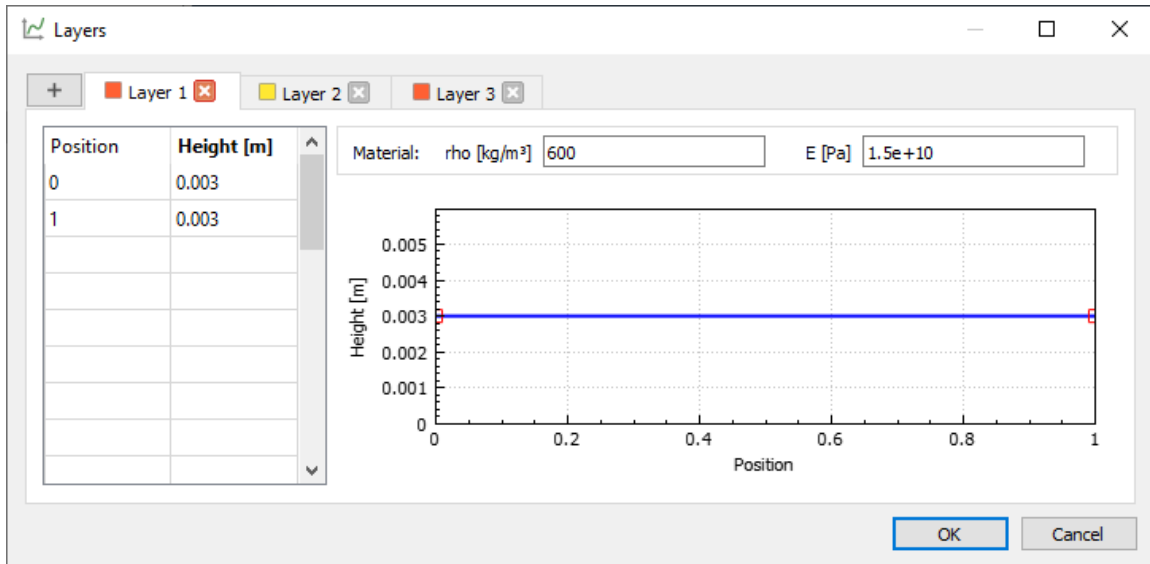 Layers
+ Layer 1 Layer 2 Layer 3
Position Height [m]
0 0.003
1 0.003
Material: rho [kg/m³] 600 E [Pa] 1.5e+10
0.005
0.004
0.003
0.002
0.001
0
Height [m]
0 0.2 0.4 0.6 0.8 1
Position
OK Cancel